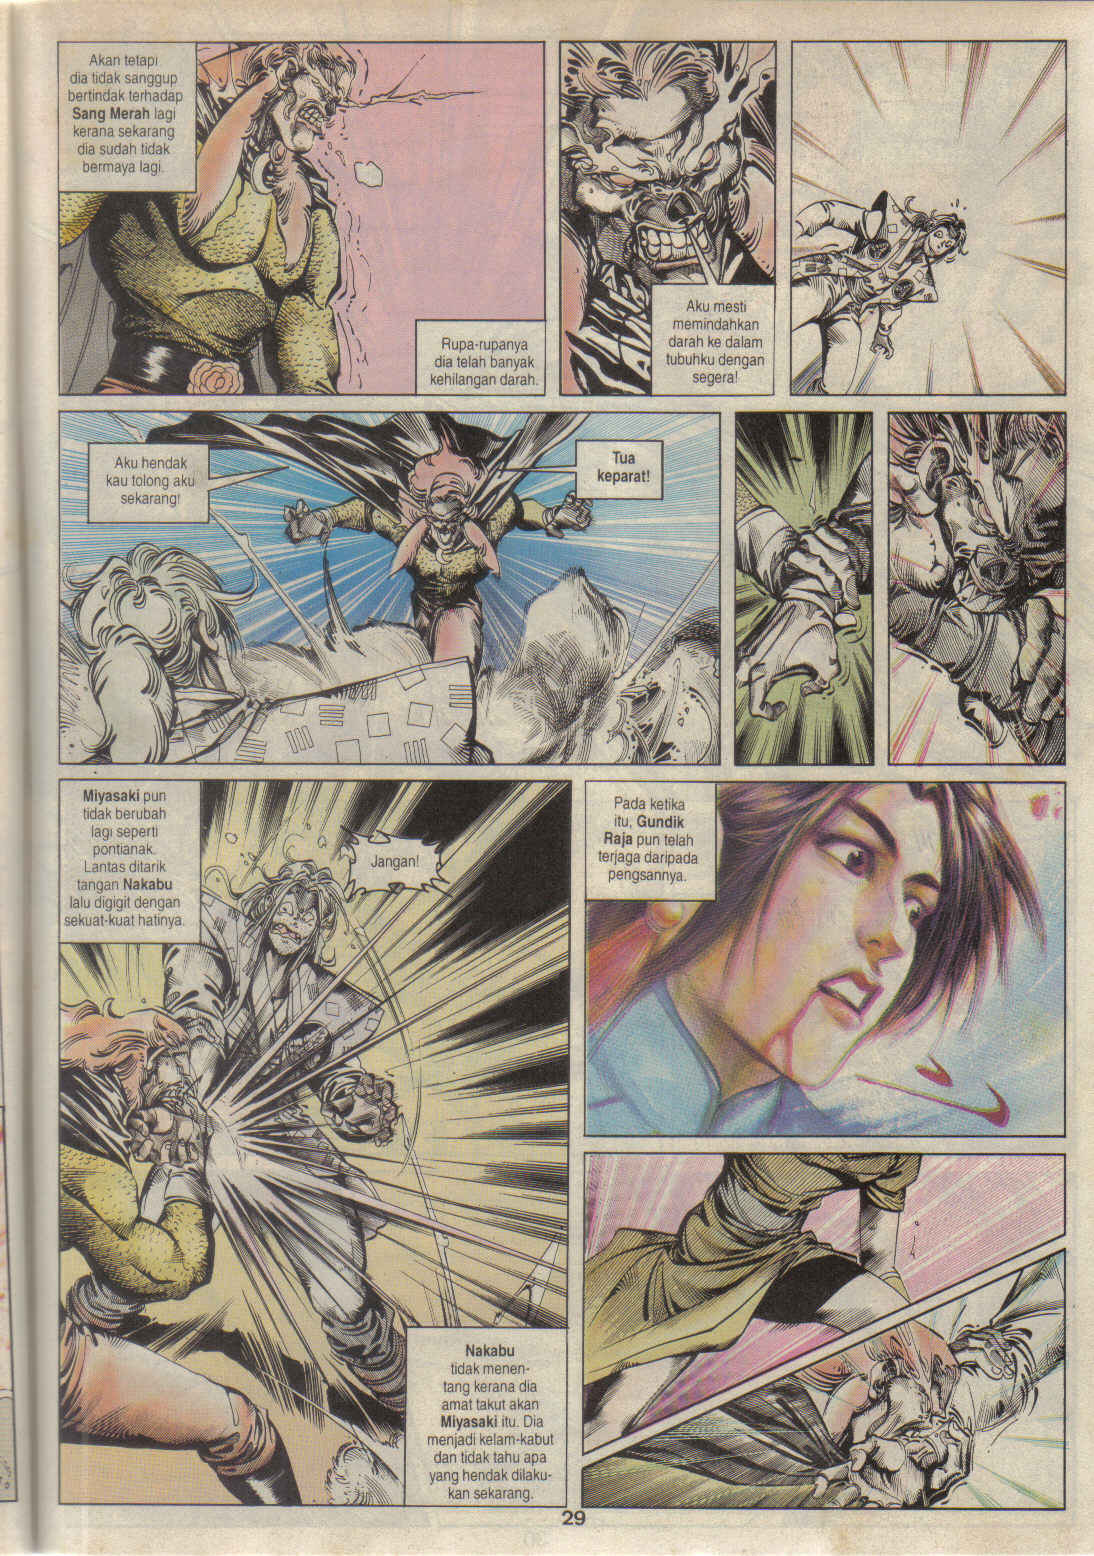 Akan tetapi
dia tidak sanggup
bertindak terhadap
Sang Merah lagi
kerana sekarang
dia sudah tidak
bermaya lagi.
Rupa-rupanya
dia telah banyak
kehilangan darah.
Aku mesti
memindahkan
darah ke dalam
tubuhku dengan
segera!
Aku hendak
kau tolong aku
sekarang!
Tua
keparat!
Miyasaki pun
tidak berubah
lagi seperti
pontianak.
Lantas ditarik
tangan Nakabu
lalu digigit dengan
sekuat-kuat hatinya.
Jangan!
Nakabu
tidak menen-
tang kerana dia
amat takut akan
Miyasaki itu. Dia
menjadi kelam-kabut
dan tidak tahu apa
yang hendak dilaku-
kan sekarang.
Pada ketika
itu, Gundik
Raja pun telah
terjaga daripada
pengsannya.
29